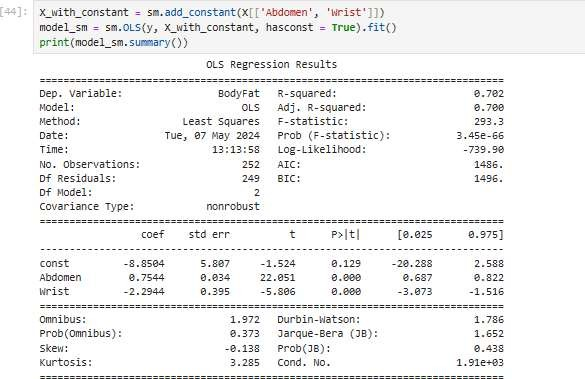 [44]: X_with_constant = sm.add_constant(X[['Abdomen', 'Wrist']])
model_sm = sm.OLS(y, X_with_constant, hasconst = True).fit()
print(model_sm.summary())
OLS Regression Results
==============================================================================
Dep. Variable: BodyFat R-squared: 0.702
Model: OLS Adj. R-squared: 0.700
Method: Least Squares F-statistic: 293.3
Date: Tue, 07 May 2024 Prob (F-statistic): 3.45e-66
Time: 13:13:58 Log-Likelihood: -739.90
No. Observations: 252 AIC: 1486.
Df Residuals: 249 BIC: 1496.
Df Model: 2
Covariance Type: nonrobust
==============================================================================
coef std err t P>|t| [0.025 0.975]
------------------------------------------------------------------------------
const -8.8504 5.807 -1.524 0.129 -20.288 2.588
Abdomen 0.7544 0.034 22.051 0.000 0.687 0.822
Wrist -2.2944 0.395 -5.806 0.000 -3.073 -1.516
==============================================================================
Omnibus: 1.972 Durbin-Watson: 1.786
Prob(Omnibus): 0.373 Jarque-Bera (JB): 1.652
Skew: -0.138 Prob(JB): 0.438
Kurtosis: 3.285 Cond. No. 1.91e+03
==============================================================================